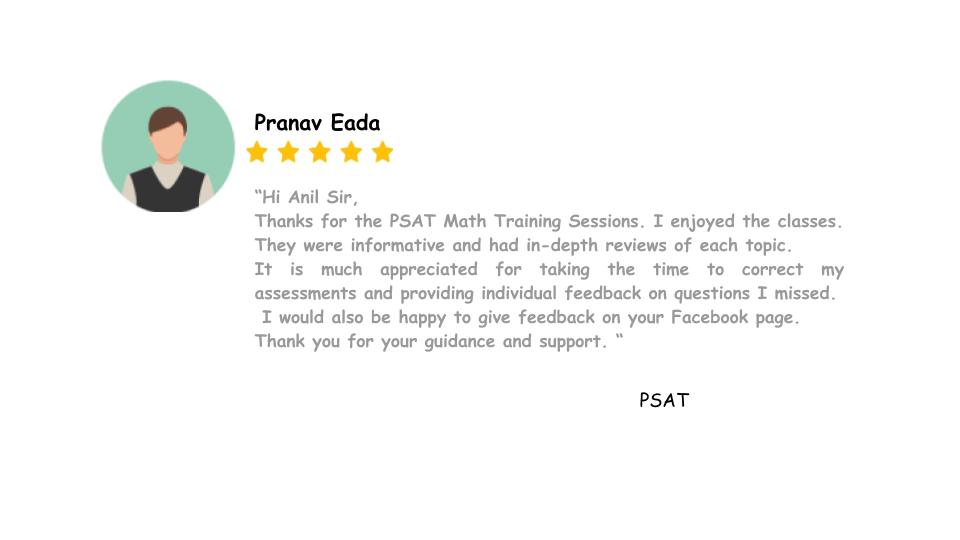 Pranav Eada
“Hi Anil Sir,
Thanks for the PSAT Math Training Sessions. I enjoyed the classes.
They were informative and had in-depth reviews of each topic.
It is much appreciated for taking the time to correct my
assessments and providing individual feedback on questions I missed.
I would also be happy to give feedback on your Facebook page.
Thank you for your guidance and support. “
PSAT